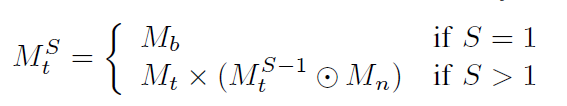 M_t^S = { M_b if S = 1
M_t × (M_t^{S−1} ⊙ M_n) if S > 1